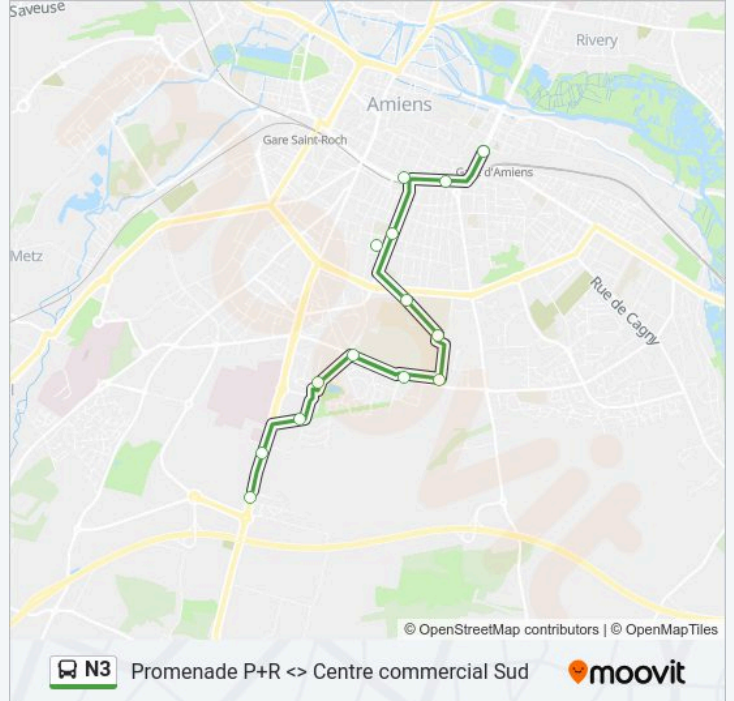 Saveuse
Rivery
Amiens
Gare Saint-Roch
d'Amiens
Metz
Rue de Cagny
l
© OpenStreetMap contributors | © OpenMapTiles
N3 Promenade P+R <> Centre commercial Sud
moovit